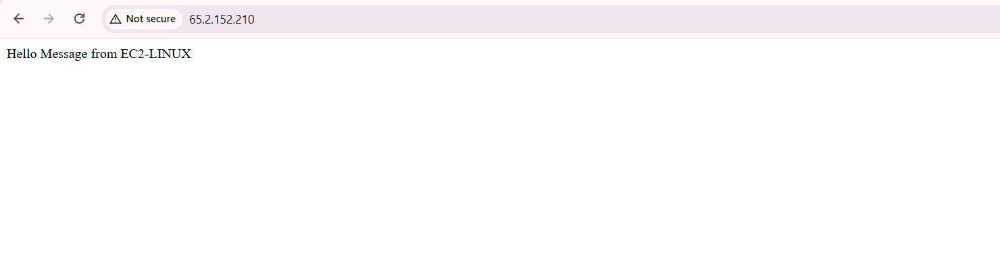 Not secure 65.2.152.210
Hello Message from EC2-LINUX